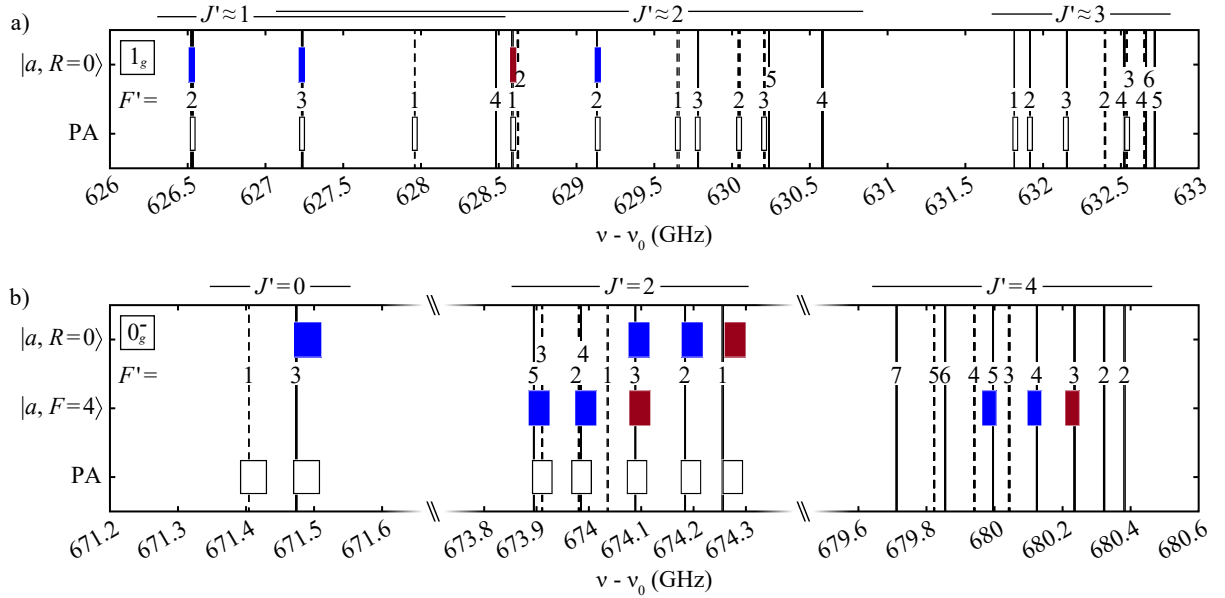 a)
J'≈1 J'≈2 J'≈3
|a, R=0⟩ 1g
2 5 3 6
F'= 2 3 1 4 1 2 1 3 2 3 4 1 2 3 2 4 4 5
PA
626 626.5 627 627.5 628 628.5 629 629.5 630 630.5 631 631.5 632 632.5 633
ν - ν0 (GHz)
b)
J'=0 J'=2 J'=4
|a, R=0⟩ 0g-
3 4
F'= 1 3 5 2 1 3 2 1 7 5 6 4 5 3 4 3 2 2
|a, F=4⟩
PA
671.2 671.3 671.4 671.5 671.6 673.8 673.9 674 674.1 674.2 674.3 679.6 679.8 680 680.2 680.4 680.6
ν - ν0 (GHz)